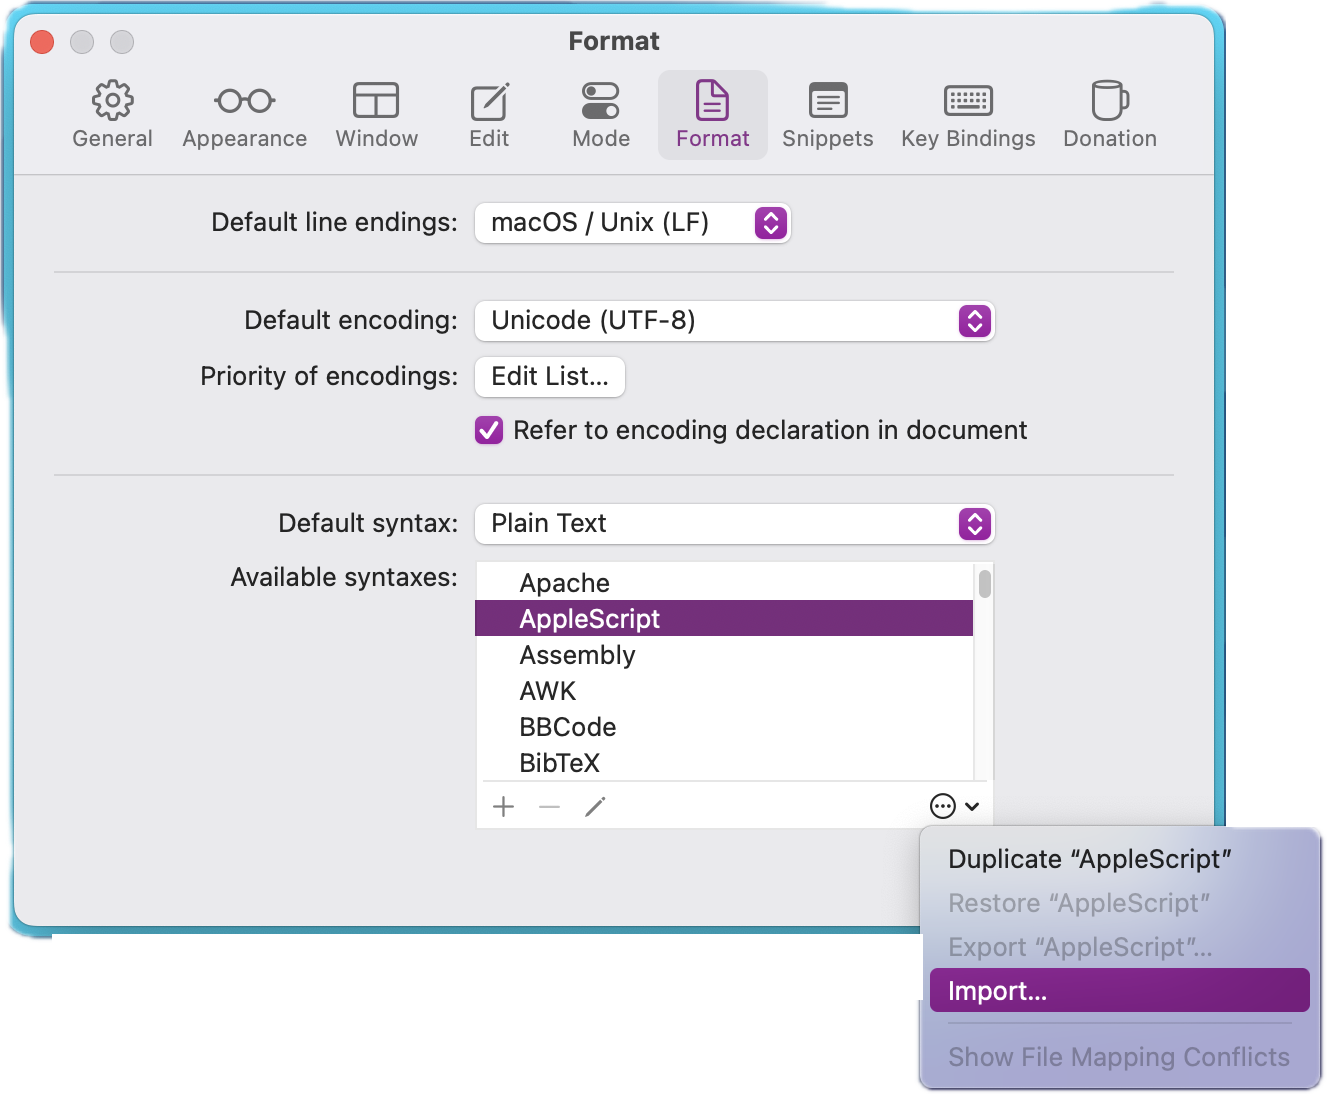 Format
General Appearance Window Edit Mode Format Snippets Key Bindings Donation
Default line endings: macOS / Unix (LF)
Default encoding: Unicode (UTF-8)
Priority of encodings: Edit List...
Refer to encoding declaration in document
Default syntax: Plain Text
Available syntaxes:
Apache
AppleScript
Assembly
AWK
BBCode
BibTeX
Duplicate “AppleScript”
Restore “AppleScript”
Export “AppleScript”...
Import...
Show File Mapping Conflicts